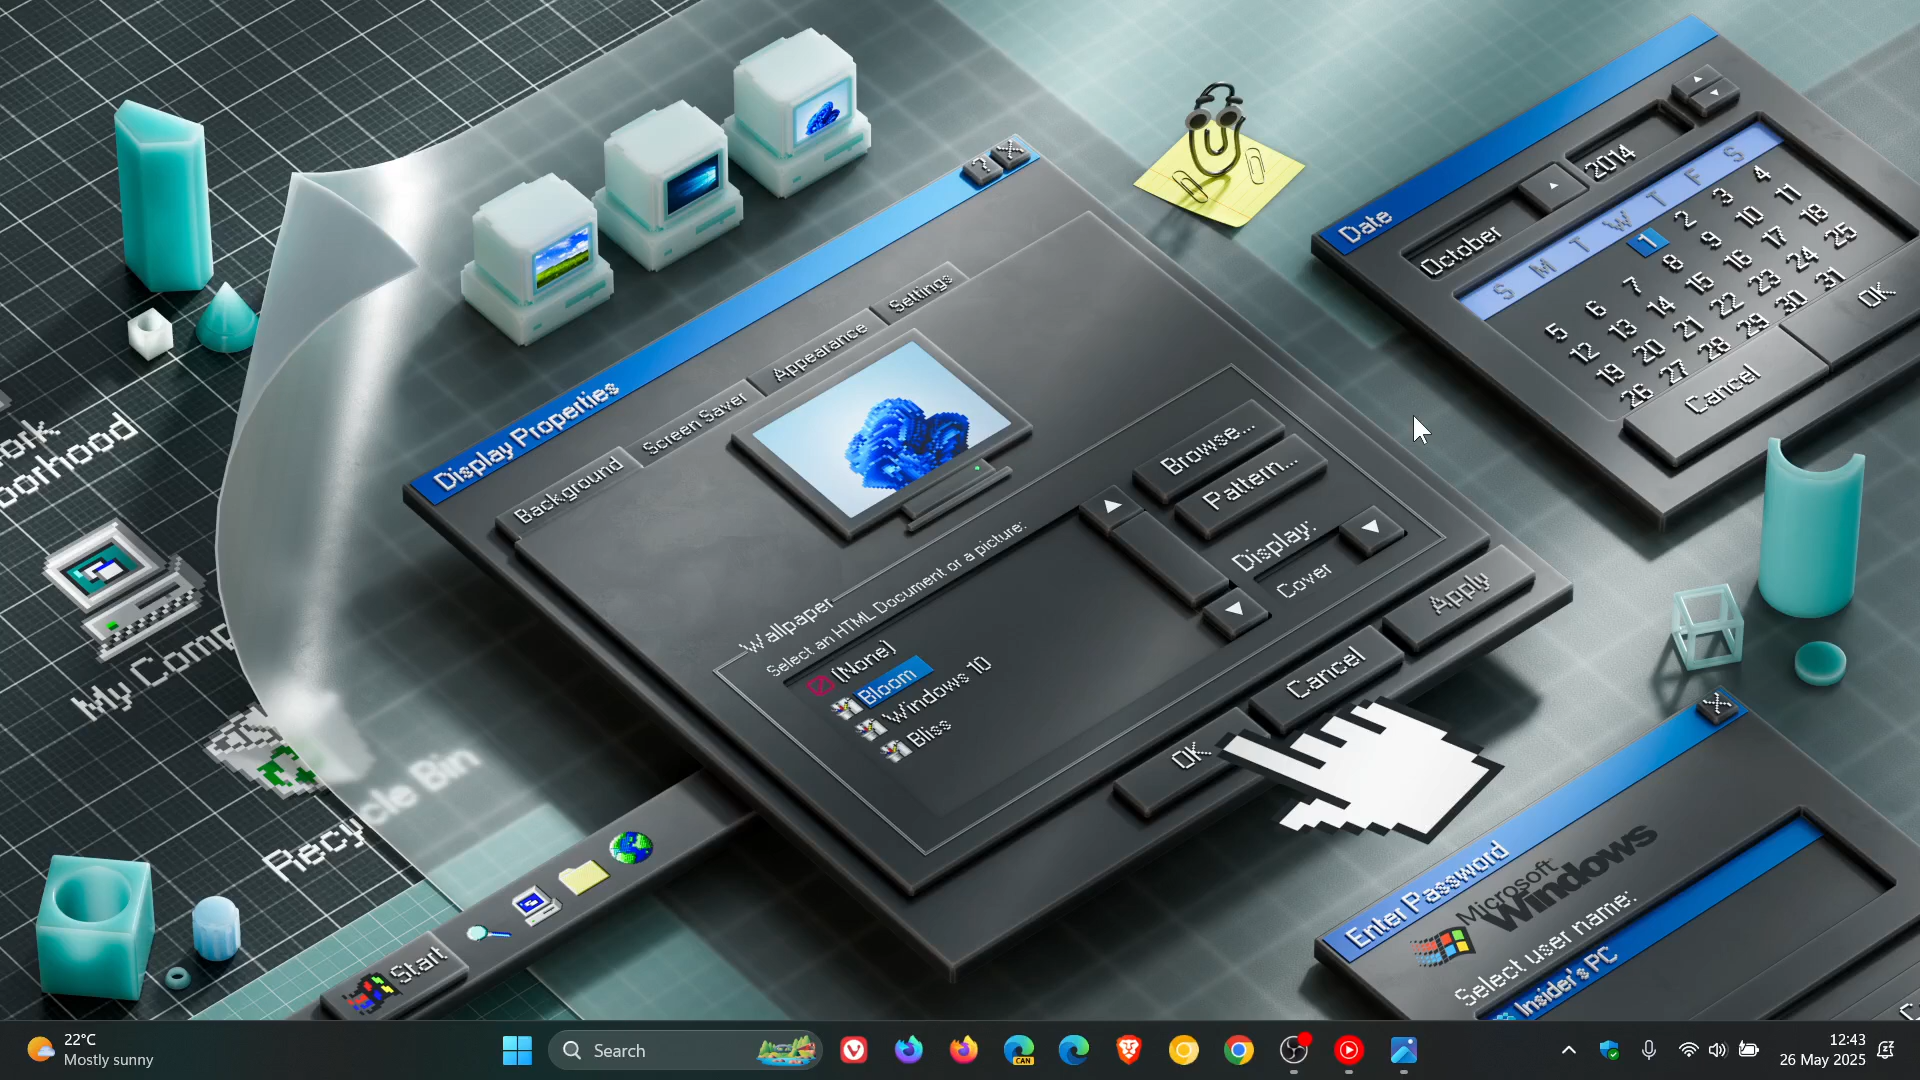 ork
oorhood
My Comp
Recycle Bin
Start
Display Properties
?
Background
Screen Saver
Appearance
Settings
Wallpaper
Select an HTML Document or a picture:
(None)
Bloom
Windows 10
Bliss
Browse...
Pattern...
Display:
Cover
OK
Cancel
Apply
Date
October
2014
S M T W T F S
1 2 3 4
5 6 7 8 9 10 11
12 13 14 15 16 17 18
19 20 21 22 23 24 25
26 27 28 29 30 31
Cancel
OK
Enter Password
Microsoft
Windows
Select user name:
Insider's PC
22°C
Mostly sunny
Search
CAN
12:43
26 May 2025